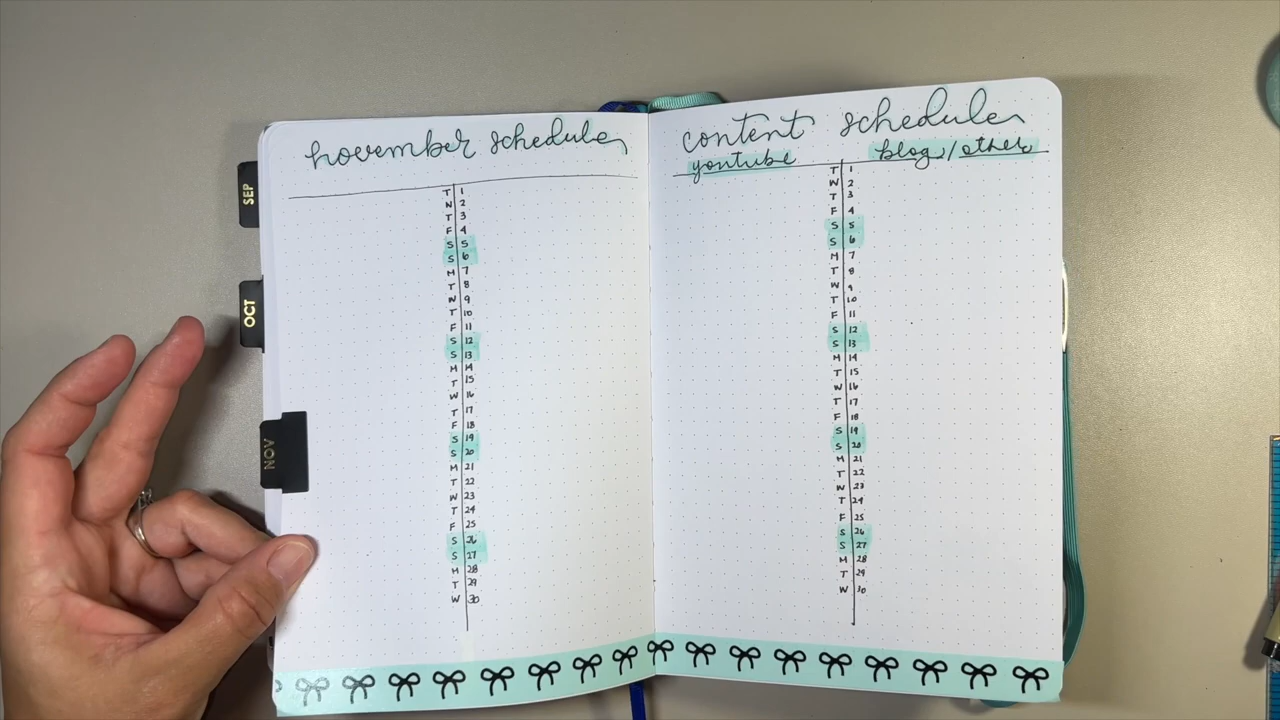 SEP
OCT
NOV
november schedule
T 1
W 2
T 3
F 4
S 5
S 6
M 7
T 8
W 9
T 10
F 11
S 12
S 13
M 14
T 15
W 16
T 17
F 18
S 19
S 20
M 21
T 22
W 23
T 24
F 25
S 26
S 27
M 28
T 29
W 30
content schedule
youtube blog/other
T 1
W 2
T 3
F 4
S 5
S 6
M 7
T 8
W 9
T 10
F 11
S 12
S 13
M 14
T 15
W 16
T 17
F 18
S 19
S 20
M 21
T 22
W 23
T 24
F 25
S 26
S 27
M 28
T 29
W 30